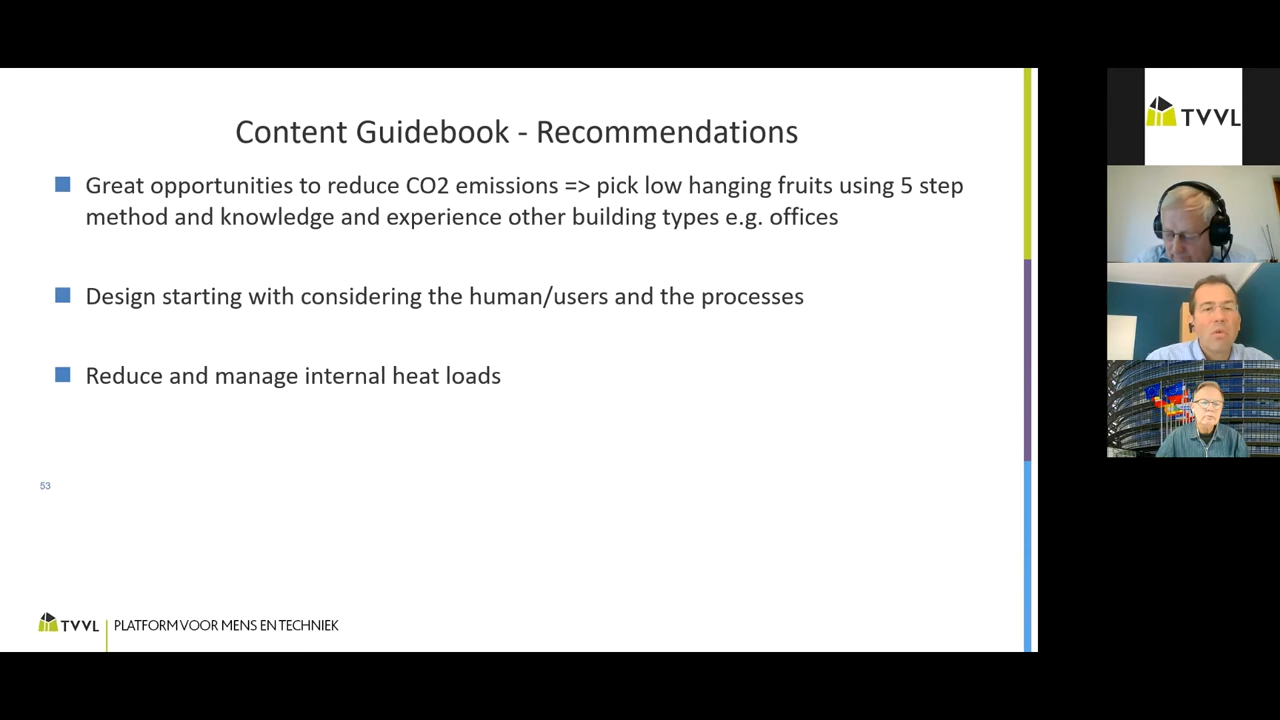 Content Guidebook - Recommendations
Great opportunities to reduce CO2 emissions => pick low hanging fruits using 5 step
method and knowledge and experience other building types e.g. offices
Design starting with considering the human/users and the processes
Reduce and manage internal heat loads
53
TVVL PLATFORM VOOR MENS EN TECHNIEK
TVVL